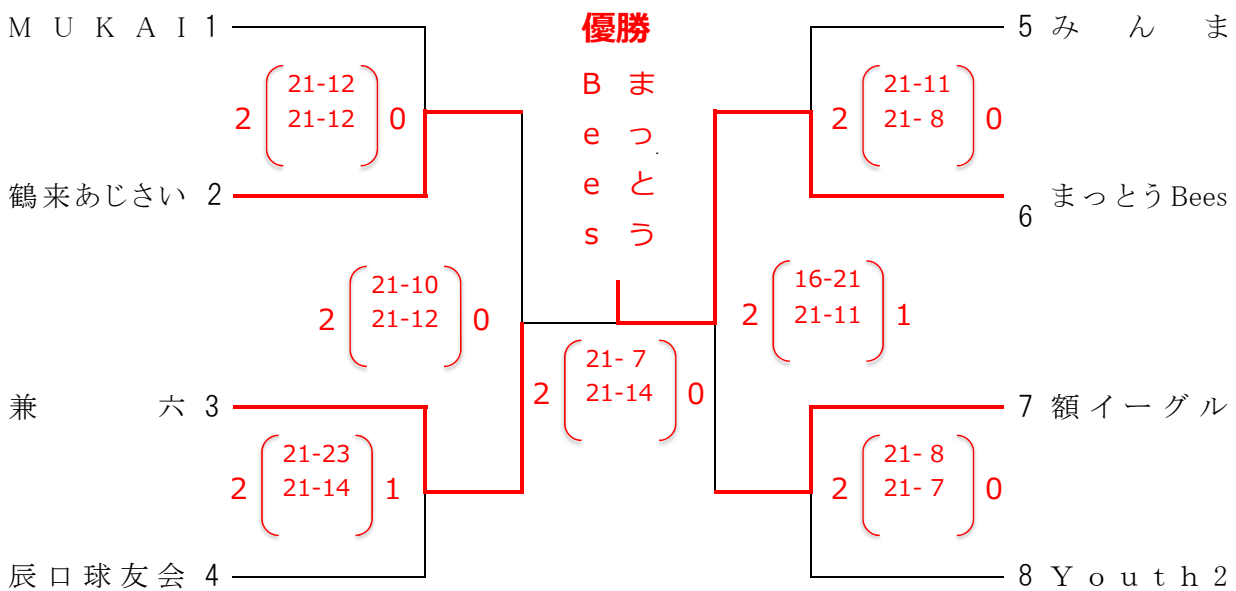 優勝
まっとう
Bees
MUKAI 1
21-12
2 21-12 0
鶴来あじさい 2
21-10
2 21-12 0
兼六 3
21-23
2 21-14 1
辰口球友会 4
21- 7
2 21-14 0
5 みんま
21-11
2 21- 8 0
6 まっとうBees
16-21
2 21-11 1
7 額イーグル
21- 8
2 21- 7 0
8 Youth2